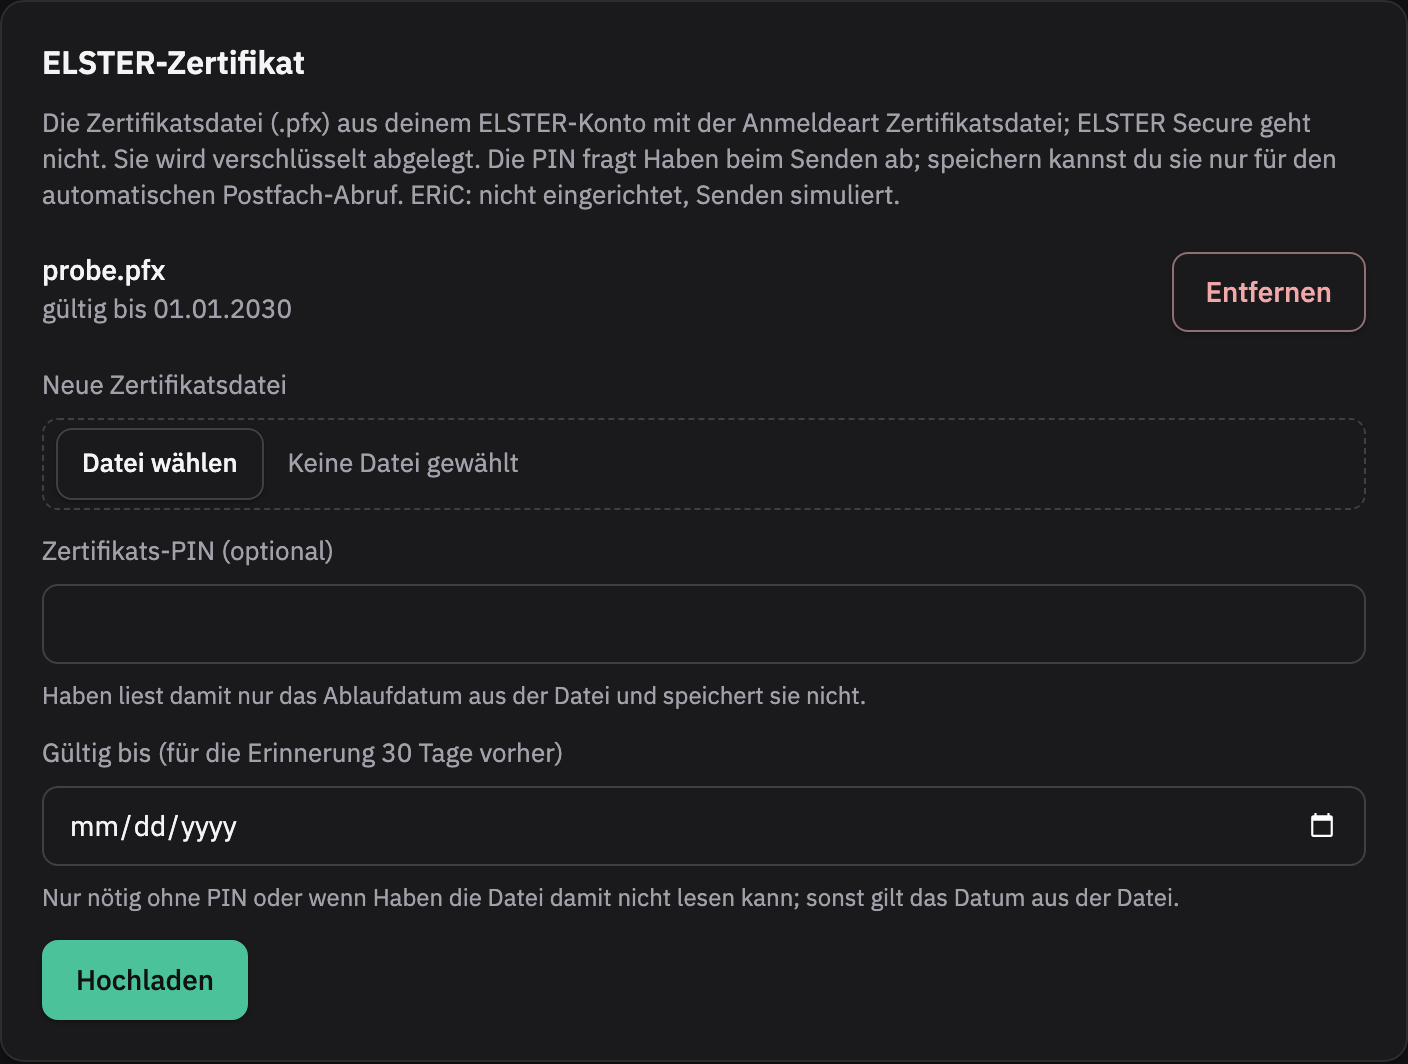 ELSTER-Zertifikat
Die Zertifikatsdatei (.pfx) aus deinem ELSTER-Konto mit der Anmeldeart Zertifikatsdatei; ELSTER Secure geht
nicht. Sie wird verschlüsselt abgelegt. Die PIN fragt Haben beim Senden ab; speichern kannst du sie nur für den
automatischen Postfach-Abruf. ERiC: nicht eingerichtet, Senden simuliert.
probe.pfx
gültig bis 01.01.2030
Entfernen
Neue Zertifikatsdatei
Datei wählen Keine Datei gewählt
Zertifikats-PIN (optional)
Haben liest damit nur das Ablaufdatum aus der Datei und speichert sie nicht.
Gültig bis (für die Erinnerung 30 Tage vorher)
mm/dd/yyyy
Nur nötig ohne PIN oder wenn Haben die Datei damit nicht lesen kann; sonst gilt das Datum aus der Datei.
Hochladen